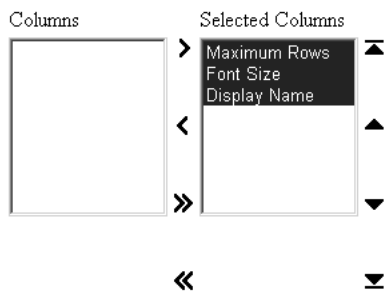 Columns
Selected Columns
Maximum Rows
Font Size
Display Name